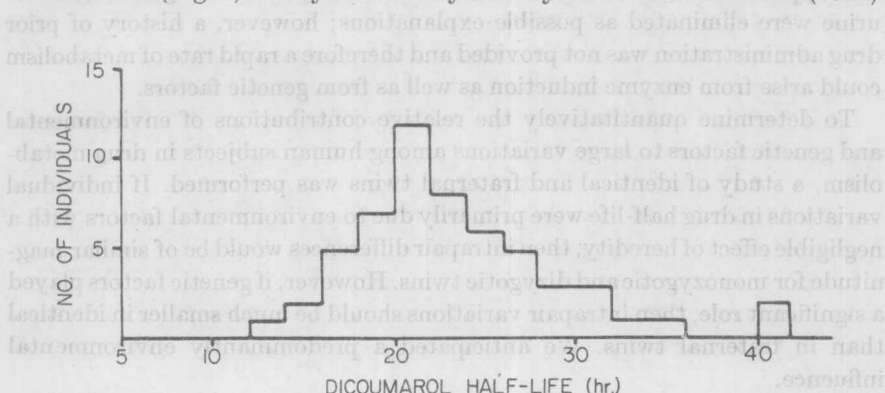 urine were eliminated as possible explanations; however, a history of prior
drug administration was not provided and therefore a rapid rate of metabolism
could arise from enzyme induction as well as from genetic factors.
To determine quantitatively the relative contributions of environmental
and genetic factors to large variations among human subjects in drug metab-
olism, a study of identical and fraternal twins was performed. If individual
variations in drug half-life were primarily due to environmental factors with a
negligible effect of heredity, then intrapair differences would be of similar mag-
nitude for monozygotic and dizygotic twins. However, if genetic factors played
a significant role, then intrapair variations should be much smaller in identical
than in fraternal twins. We anticipated a predominantly environmental
influence.
NO. OF INDIVIDUALS
15
10
5
5 10 20 30 40
DICOUMAROL HALF-LIFE (hr.)